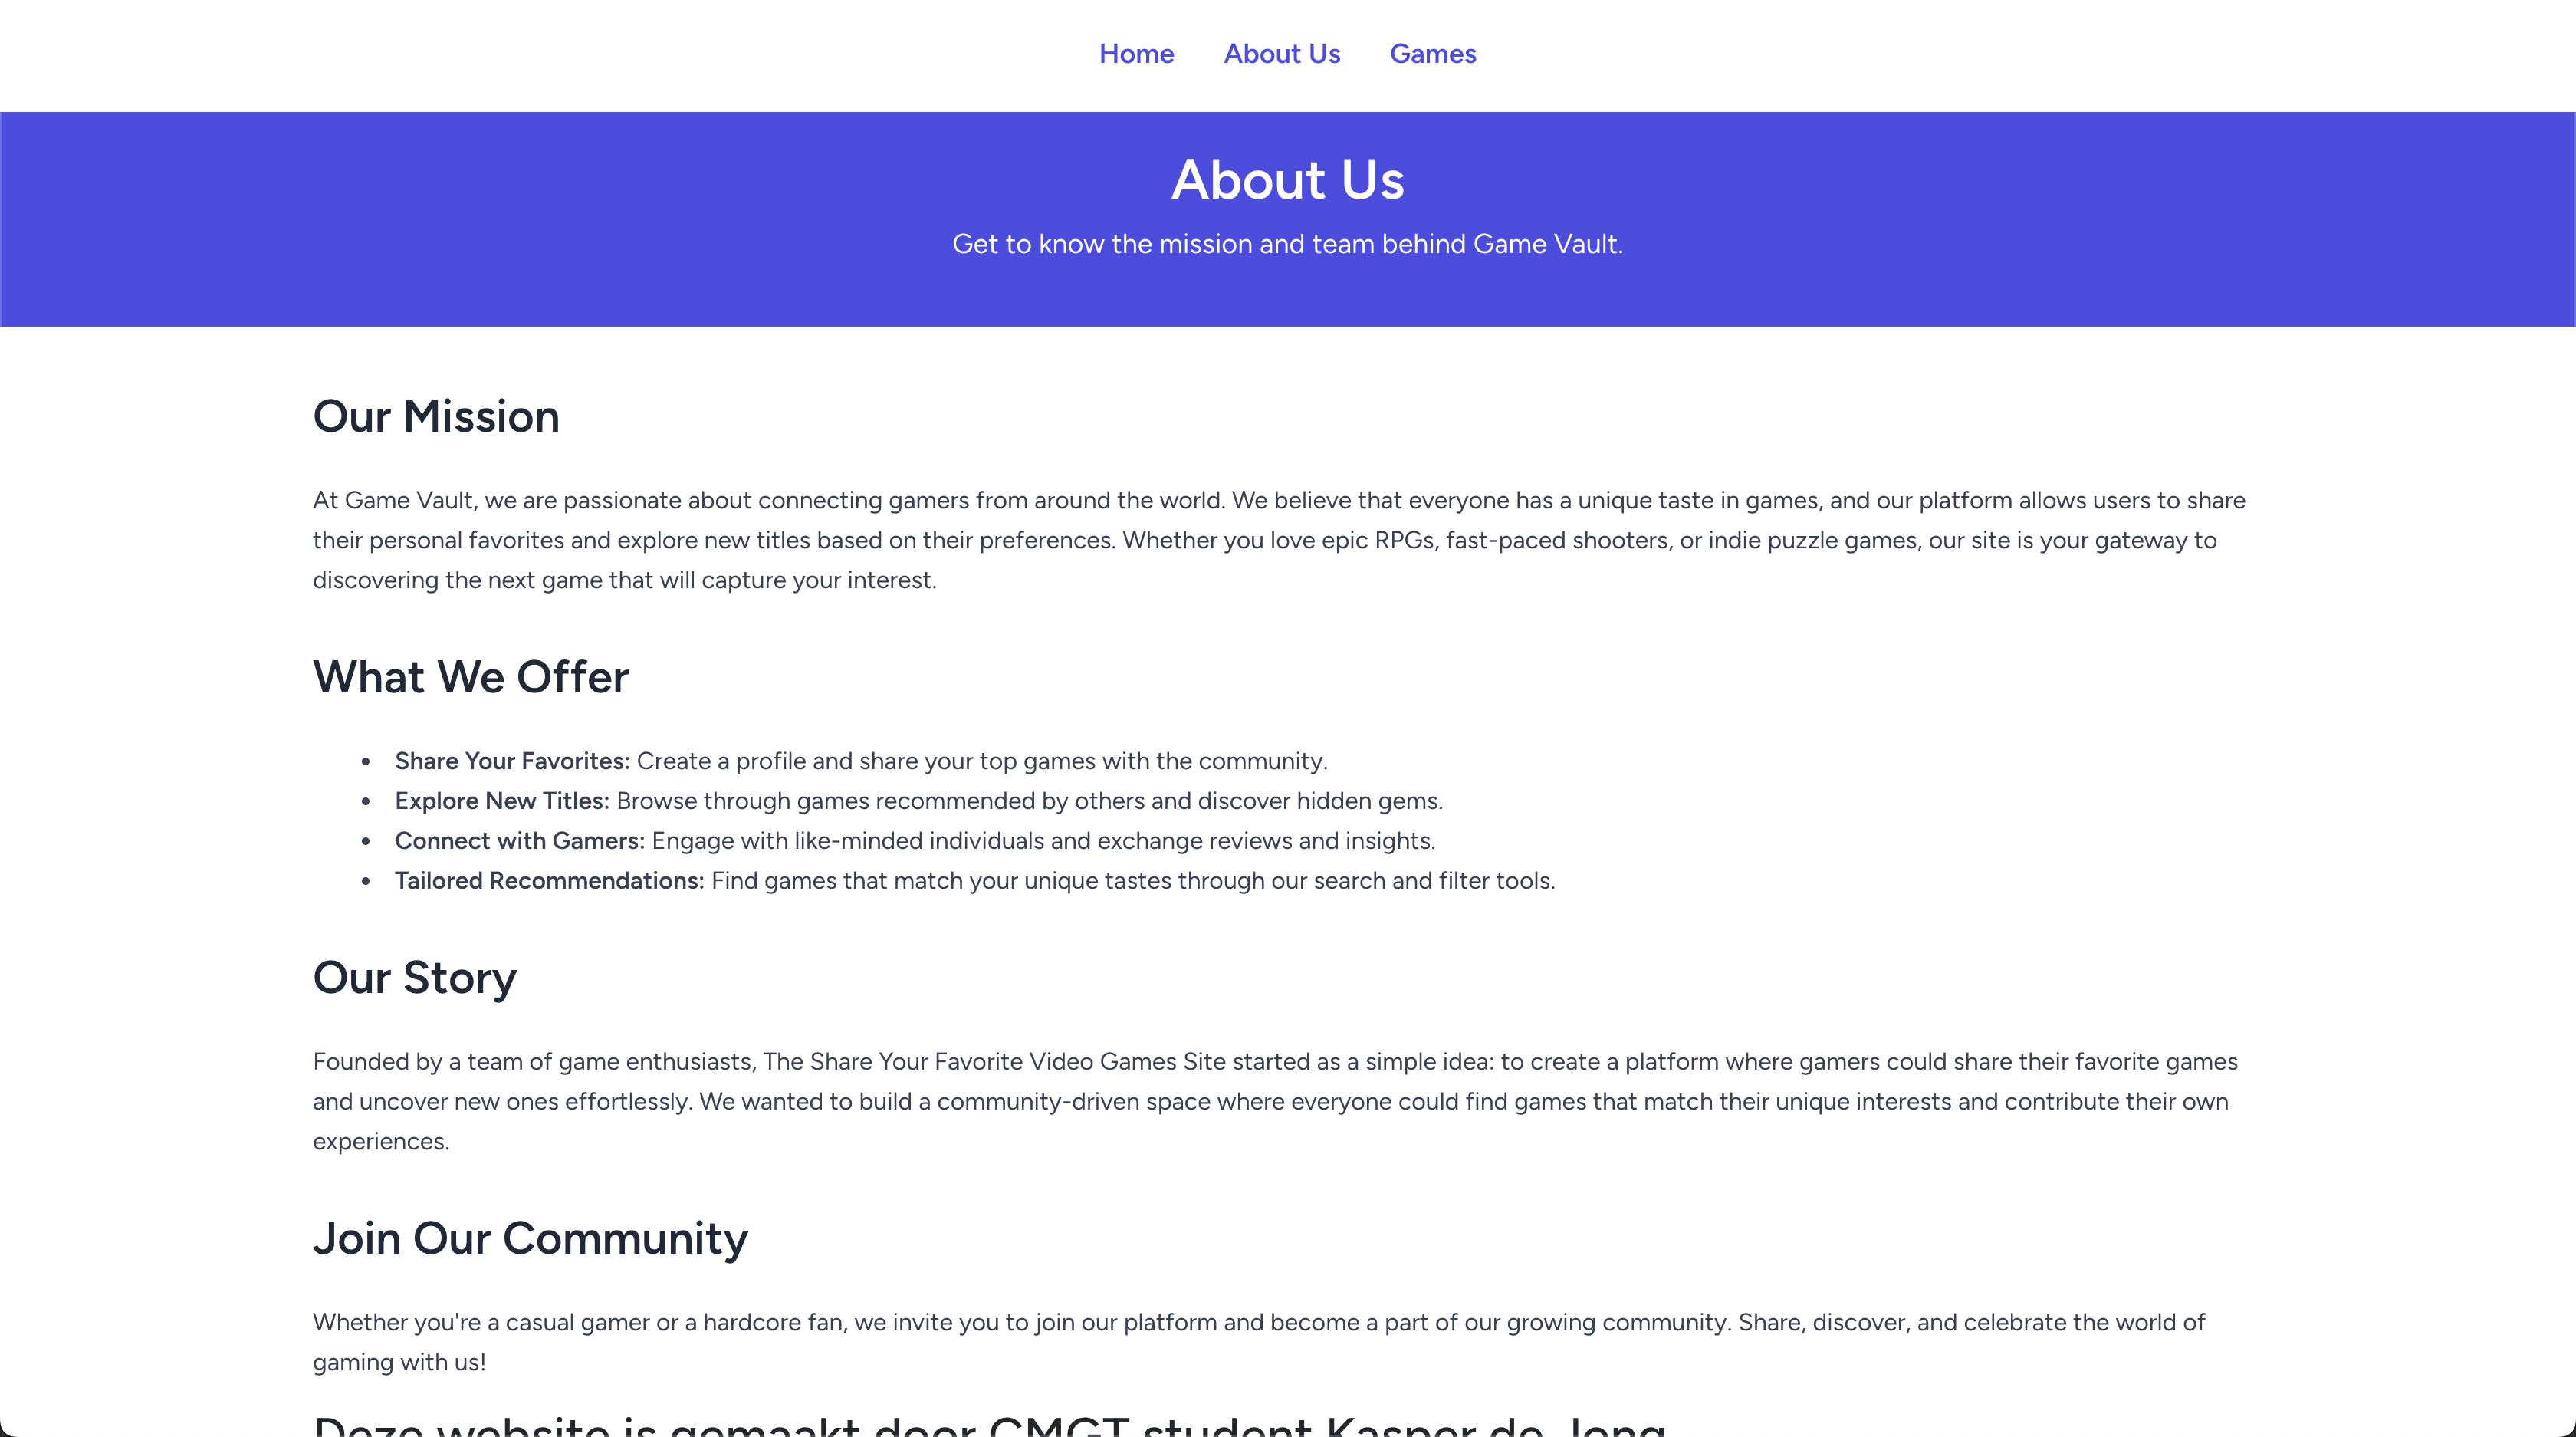 Home About Us Games
About Us
Get to know the mission and team behind Game Vault.
Our Mission
At Game Vault, we are passionate about connecting gamers from around the world. We believe that everyone has a unique taste in games, and our platform allows users to share
their personal favorites and explore new titles based on their preferences. Whether you love epic RPGs, fast-paced shooters, or indie puzzle games, our site is your gateway to
discovering the next game that will capture your interest.
What We Offer
• Share Your Favorites: Create a profile and share your top games with the community.
• Explore New Titles: Browse through games recommended by others and discover hidden gems.
• Connect with Gamers: Engage with like-minded individuals and exchange reviews and insights.
• Tailored Recommendations: Find games that match your unique tastes through our search and filter tools.
Our Story
Founded by a team of game enthusiasts, The Share Your Favorite Video Games Site started as a simple idea: to create a platform where gamers could share their favorite games
and uncover new ones effortlessly. We wanted to build a community-driven space where everyone could find games that match their unique interests and contribute their own
experiences.
Join Our Community
Whether you're a casual gamer or a hardcore fan, we invite you to join our platform and become a part of our growing community. Share, discover, and celebrate the world of
gaming with us!
Deze website is gemaakt door CMGT student Kasper de Jong